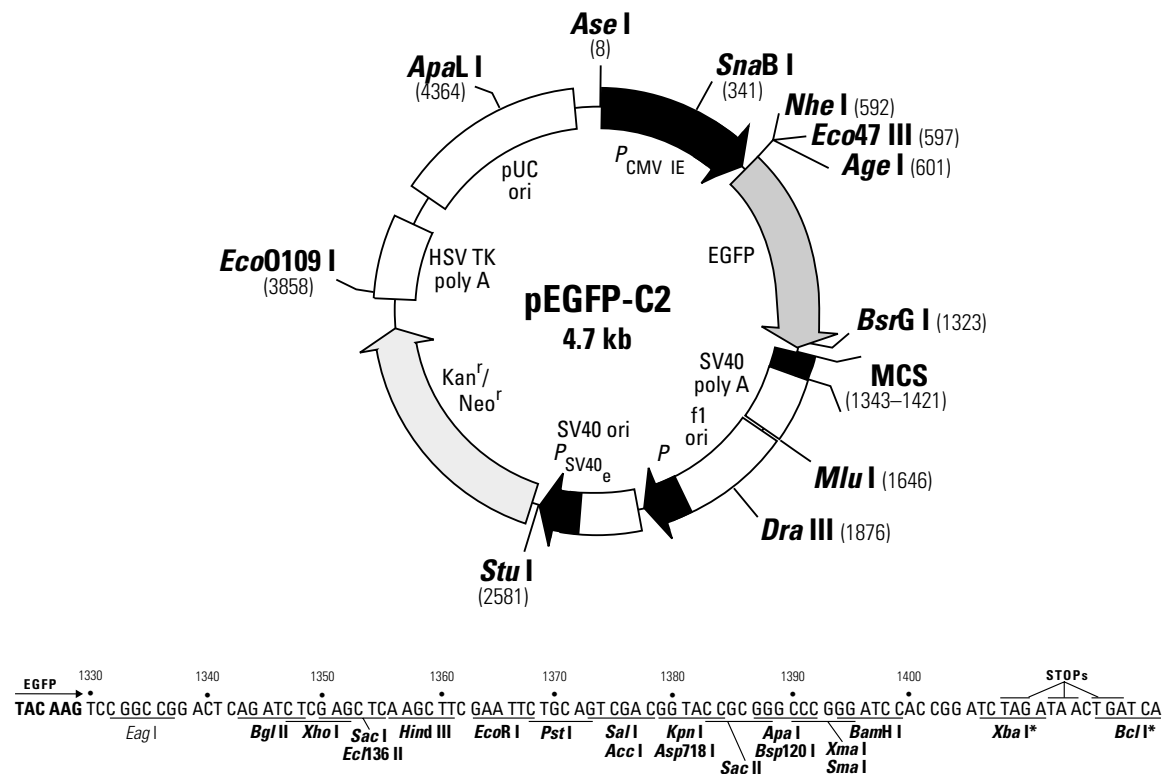 Ase I
(8)
ApaL I
(4364)
SnaB I
(341)
Nhe I (592)
Eco47 III (597)
Age I (601)
P CMV IE
pUC
ori
EGFP
HSV TK
poly A
EcoO109 I
(3858)
pEGFP-C2
4.7 kb
BsrG I (1323)
SV40
poly A
MCS
(1343–1421)
Kanr/
Neor
f1
ori
SV40 ori
P SV40e
P
Mlu I (1646)
Dra III (1876)
Stu I
(2581)
1330 1340 1350 1360 1370 1380 1390 1400
EGFP STOPs
TAC AAG TCC GGC CGG ACT CAG ATC TCG AGC TCA AGC TTC GAA TTC TGC AGT CGA CGG TAC CGC GGG CCC GGG ATC CAC CGG ATC TAG ATA ACT GAT CA
Eag I Bgl II Xho I Hind III EcoR I Pst I Sal I Kpn I Apa I BamH I Xba I* Bcl I*
Sac I Acc I Asp718 I Bsp120 I Xma I
Ecl136 II Sac II Sma I